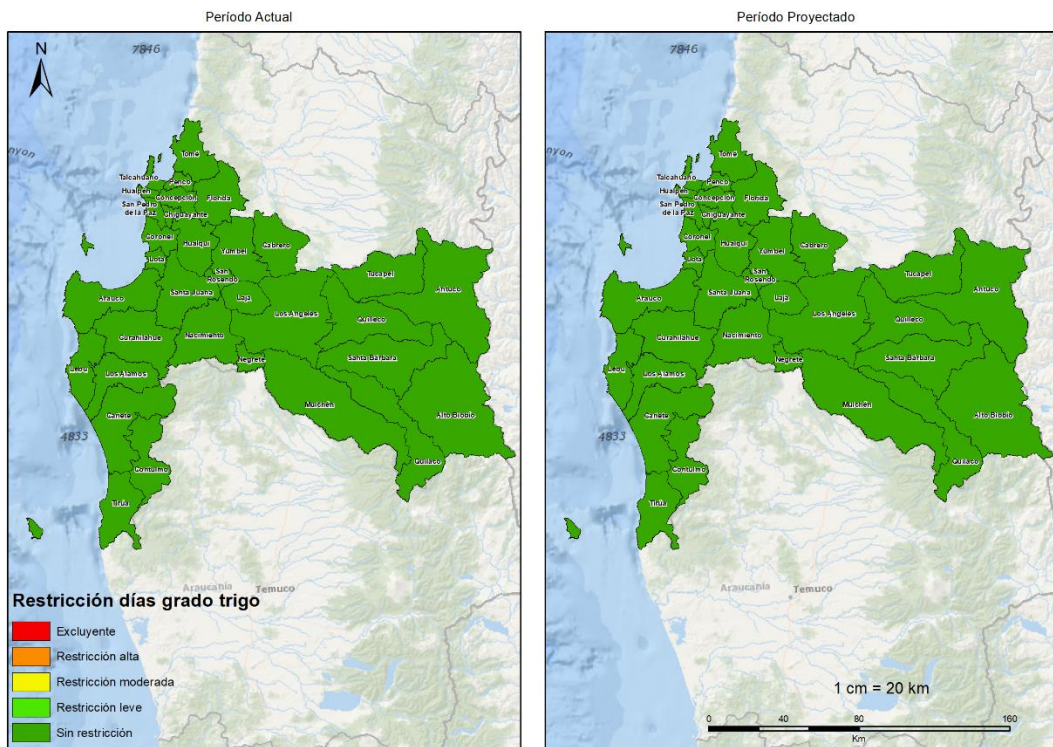 Período Actual
Período Proyectado
N
7846
nyon
Tomé
Talcahuano
Penco
Hualpén
Concepción
Florida
San Pedro
de la Paz
Chiguayante
Coronel
Hualqui
Yumbel
Cabrero
Lota
San
Rosendo
Tucapel
Antuco
Arauco
Santa Juana
Laja
Los Ángeles
Quilleco
Curanilahue
Nacimiento
Santa Bárbara
Negrete
Lebu
Los Álamos
Mulchén
Cañete
Alto Biobío
4833
Quilaco
Contulmo
Tirúa
Araucanía
Temuco
Restricción días grado trigo
Excluyente
Restricción alta
Restricción moderada
Restricción leve
Sin restricción
7846
nyon
Tomé
Talcahuano
Penco
Hualpén
Concepción
Florida
San Pedro
de la Paz
Chiguayante
Coronel
Hualqui
Yumbel
Cabrero
Lota
San
Rosendo
Tucapel
Antuco
Arauco
Santa Juana
Laja
Los Ángeles
Quilleco
Curanilahue
Nacimiento
Santa Bárbara
Negrete
Lebu
Los Álamos
Mulchén
Cañete
Alto Biobío
4833
Quilaco
Contulmo
Tirúa
Araucanía
Temuco
1 cm = 20 km
0 40 80 160
Km